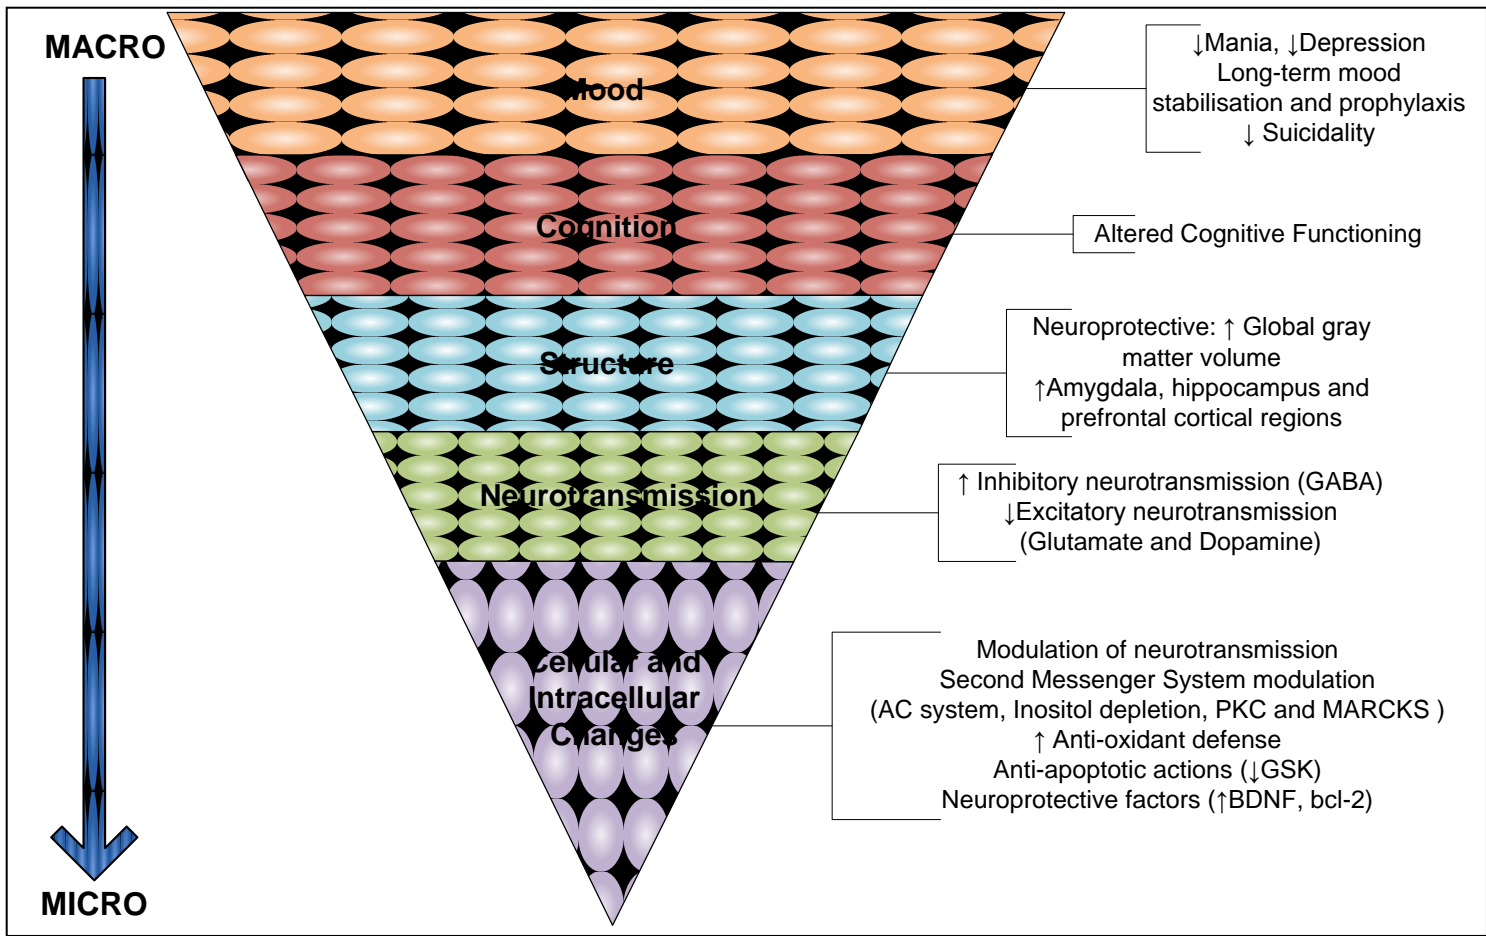 MACRO
Mood
↓Mania, ↓Depression
Long-term mood
stabilisation and prophylaxis
↓ Suicidality
Cognition
Altered Cognitive Functioning
Structure
Neuroprotective: ↑ Global gray
matter volume
↑Amygdala, hippocampus and
prefrontal cortical regions
Neurotransmission
↑ Inhibitory neurotransmission (GABA)
↓Excitatory neurotransmission
(Glutamate and Dopamine)
Cellular and
Intracellular
Changes
Modulation of neurotransmission
Second Messenger System modulation
(AC system, Inositol depletion, PKC and MARCKS )
↑ Anti-oxidant defense
Anti-apoptotic actions (↓GSK)
Neuroprotective factors (↑BDNF, bcl-2)
MICRO